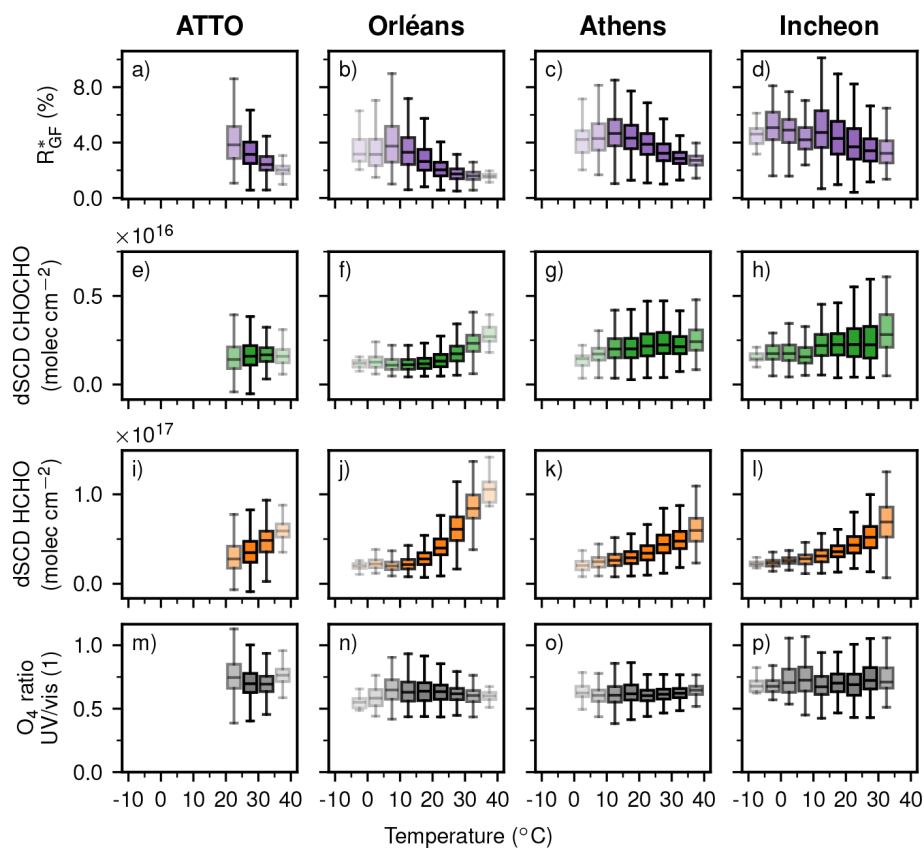 ATTO Orléans Athens Incheon
R*GF (%)
8.0
4.0
0.0
a) b) c) d)
×10^16
dSCD CHOCHO
(molec cm−2)
0.5
0.0
e) f) g) h)
×10^17
dSCD HCHO
(molec cm−2)
1.0
0.0
i) j) k) l)
O4 ratio
UV/vis (1)
1.0
0.5
0.0
m) n) o) p)
-10 0 10 20 30 40 -10 0 10 20 30 40 -10 0 10 20 30 40 -10 0 10 20 30 40
Temperature (°C)